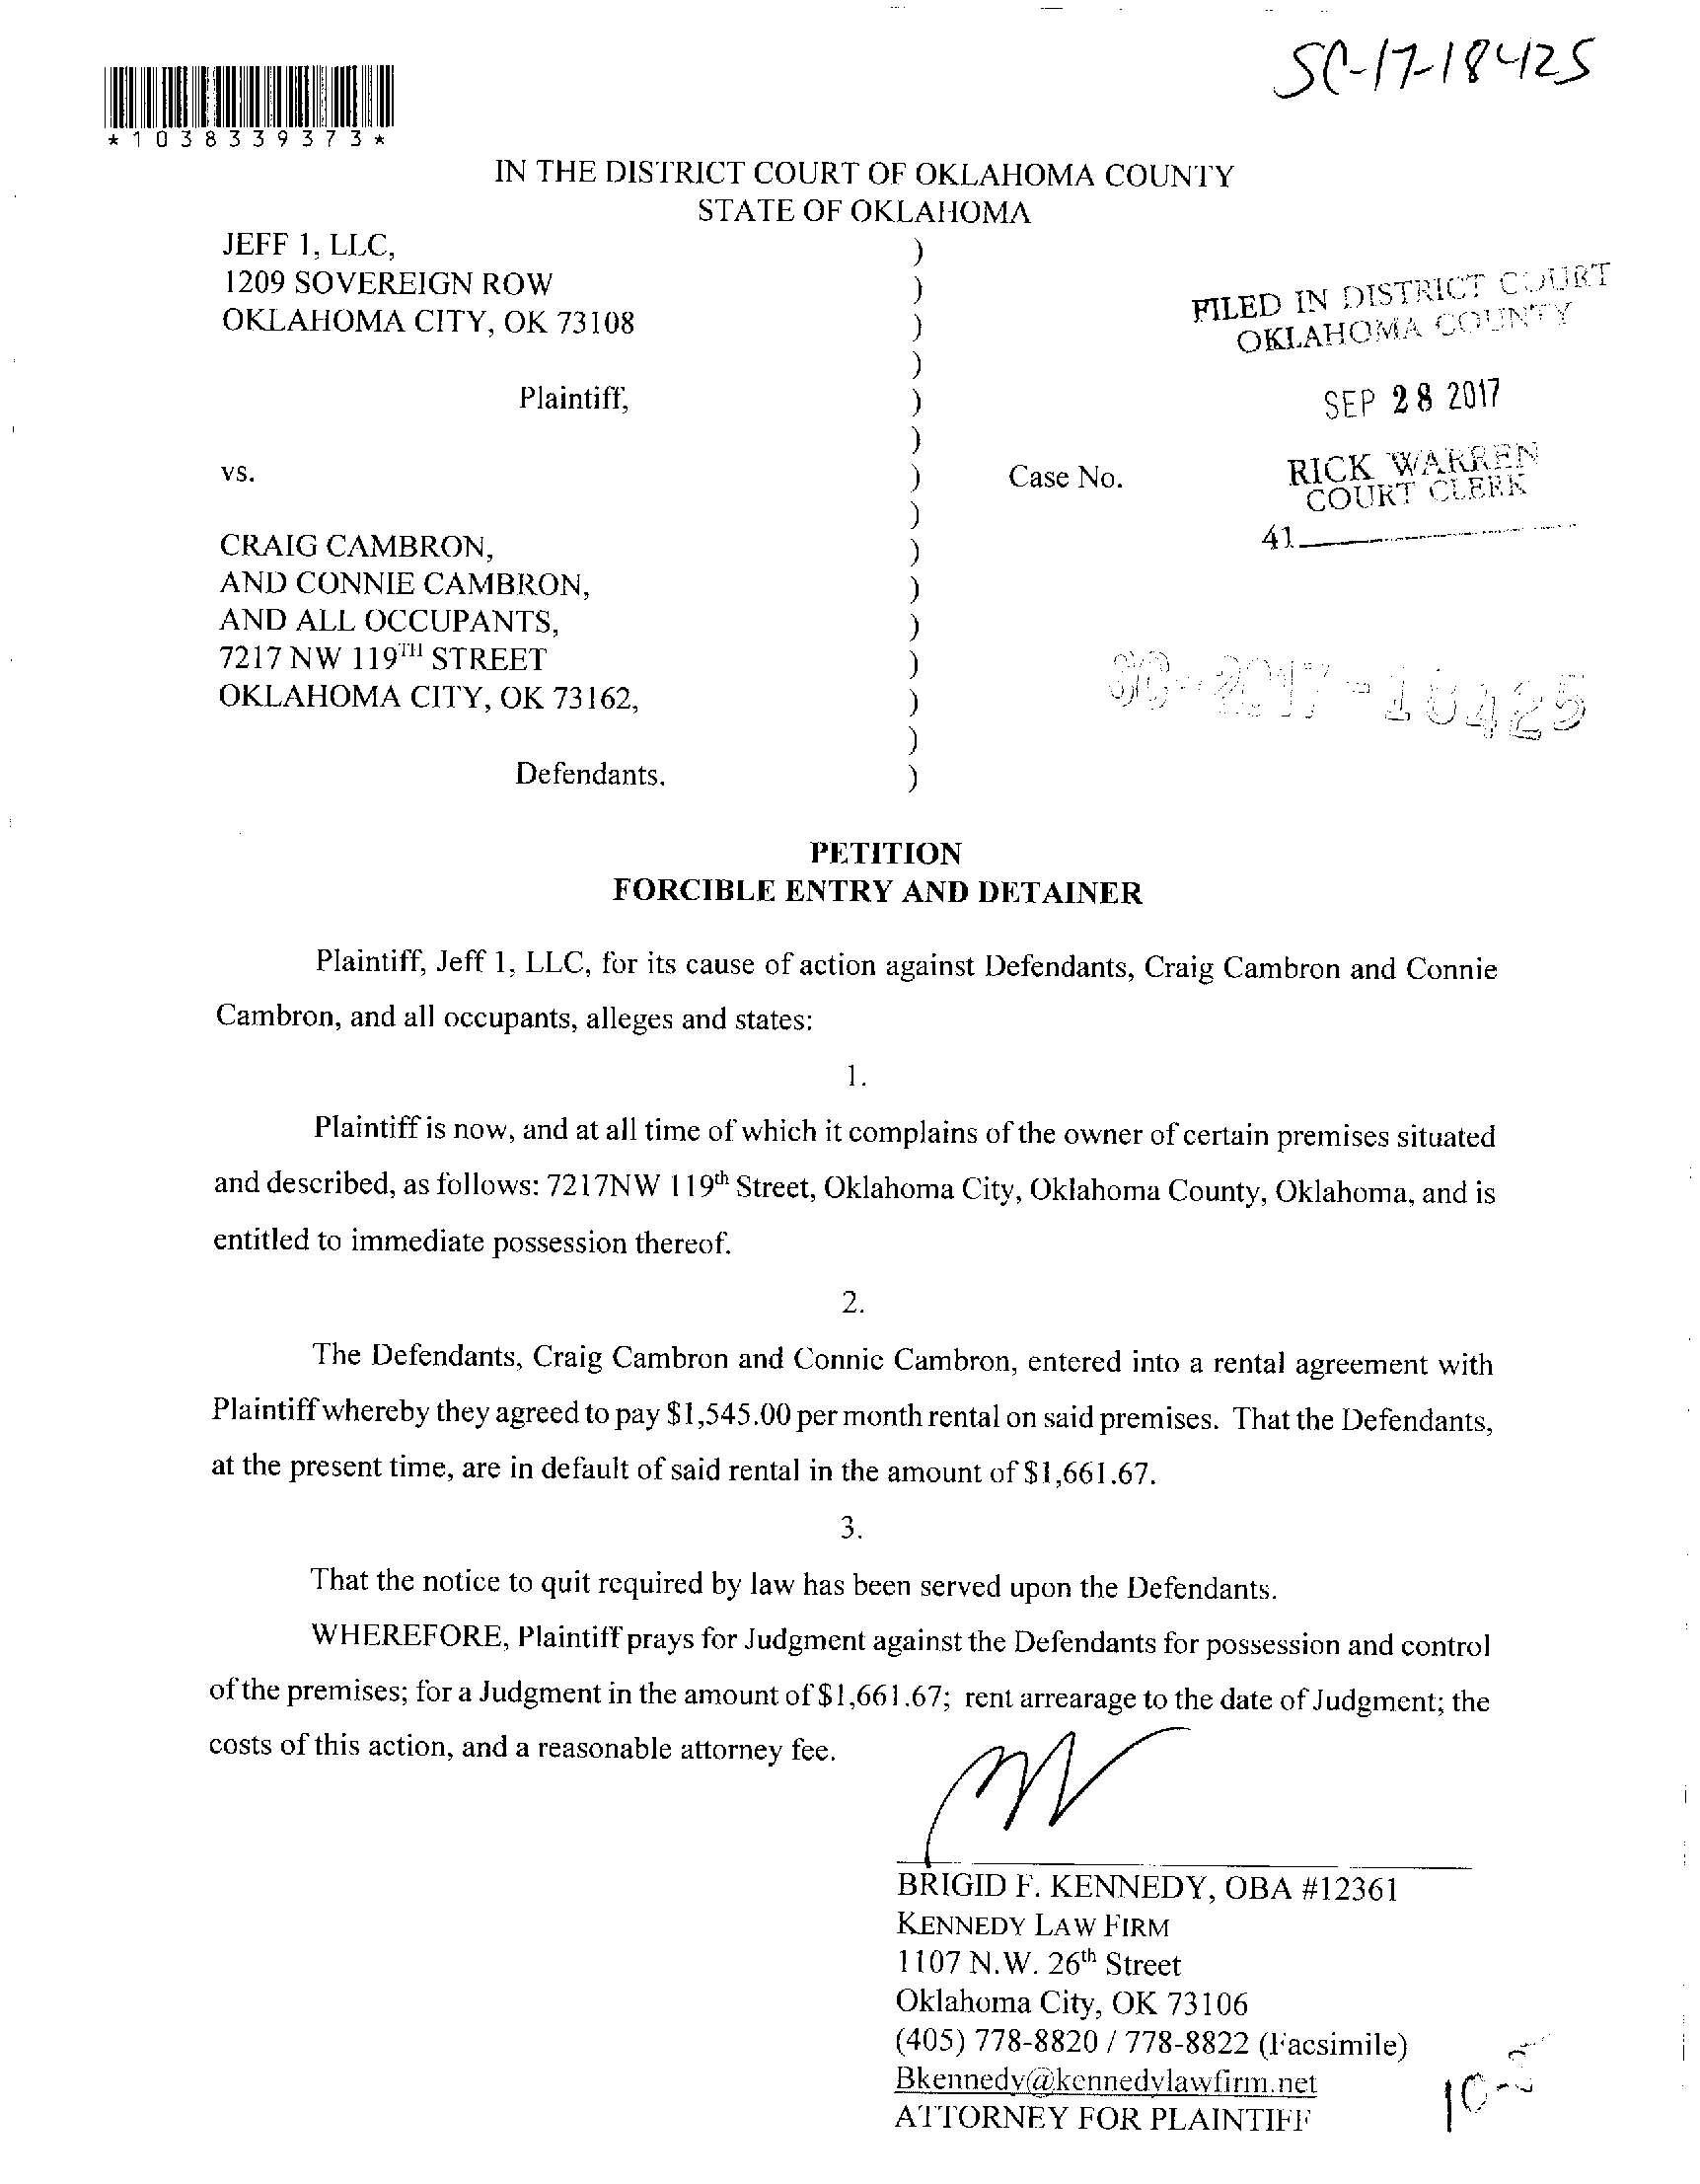 SC-17-18425
*1038339373*
IN THE DISTRICT COURT OF OKLAHOMA COUNTY
STATE OF OKLAHOMA
JEFF 1, LLC, )
1209 SOVEREIGN ROW )
OKLAHOMA CITY, OK 73108 )
)
Plaintiff, )
)
vs. ) Case No.
)
CRAIG CAMBRON, )
AND CONNIE CAMBRON, )
AND ALL OCCUPANTS, )
7217 NW 119TH STREET )
OKLAHOMA CITY, OK 73162, )
)
Defendants. )
FILED IN DISTRICT COURT
OKLAHOMA COUNTY
SEP 28 2017
RICK WARREN
COURT CLERK
41
SC-2017-18425
PETITION
FORCIBLE ENTRY AND DETAINER
Plaintiff, Jeff 1, LLC, for its cause of action against Defendants, Craig Cambron and Connie
Cambron, and all occupants, alleges and states:
1.
Plaintiff is now, and at all time of which it complains of the owner of certain premises situated
and described, as follows: 7217NW 119th Street, Oklahoma City, Oklahoma County, Oklahoma, and is
entitled to immediate possession thereof.
2.
The Defendants, Craig Cambron and Connie Cambron, entered into a rental agreement with
Plaintiff whereby they agreed to pay $1,545.00 per month rental on said premises. That the Defendants,
at the present time, are in default of said rental in the amount of $1,661.67.
3.
That the notice to quit required by law has been served upon the Defendants.
WHEREFORE, Plaintiff prays for Judgment against the Defendants for possession and control
of the premises; for a Judgment in the amount of $1,661.67; rent arrearage to the date of Judgment; the
costs of this action, and a reasonable attorney fee.
BRIGID F. KENNEDY, OBA #12361
KENNEDY LAW FIRM
1107 N.W. 26th Street
Oklahoma City, OK 73106
(405) 778-8820 / 778-8822 (Facsimile)
Bkennedy@kennedylawfirm.net
ATTORNEY FOR PLAINTIFF